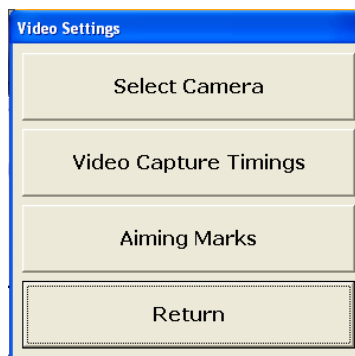 Video Settings
Select Camera
Video Capture Timings
Aiming Marks
Return